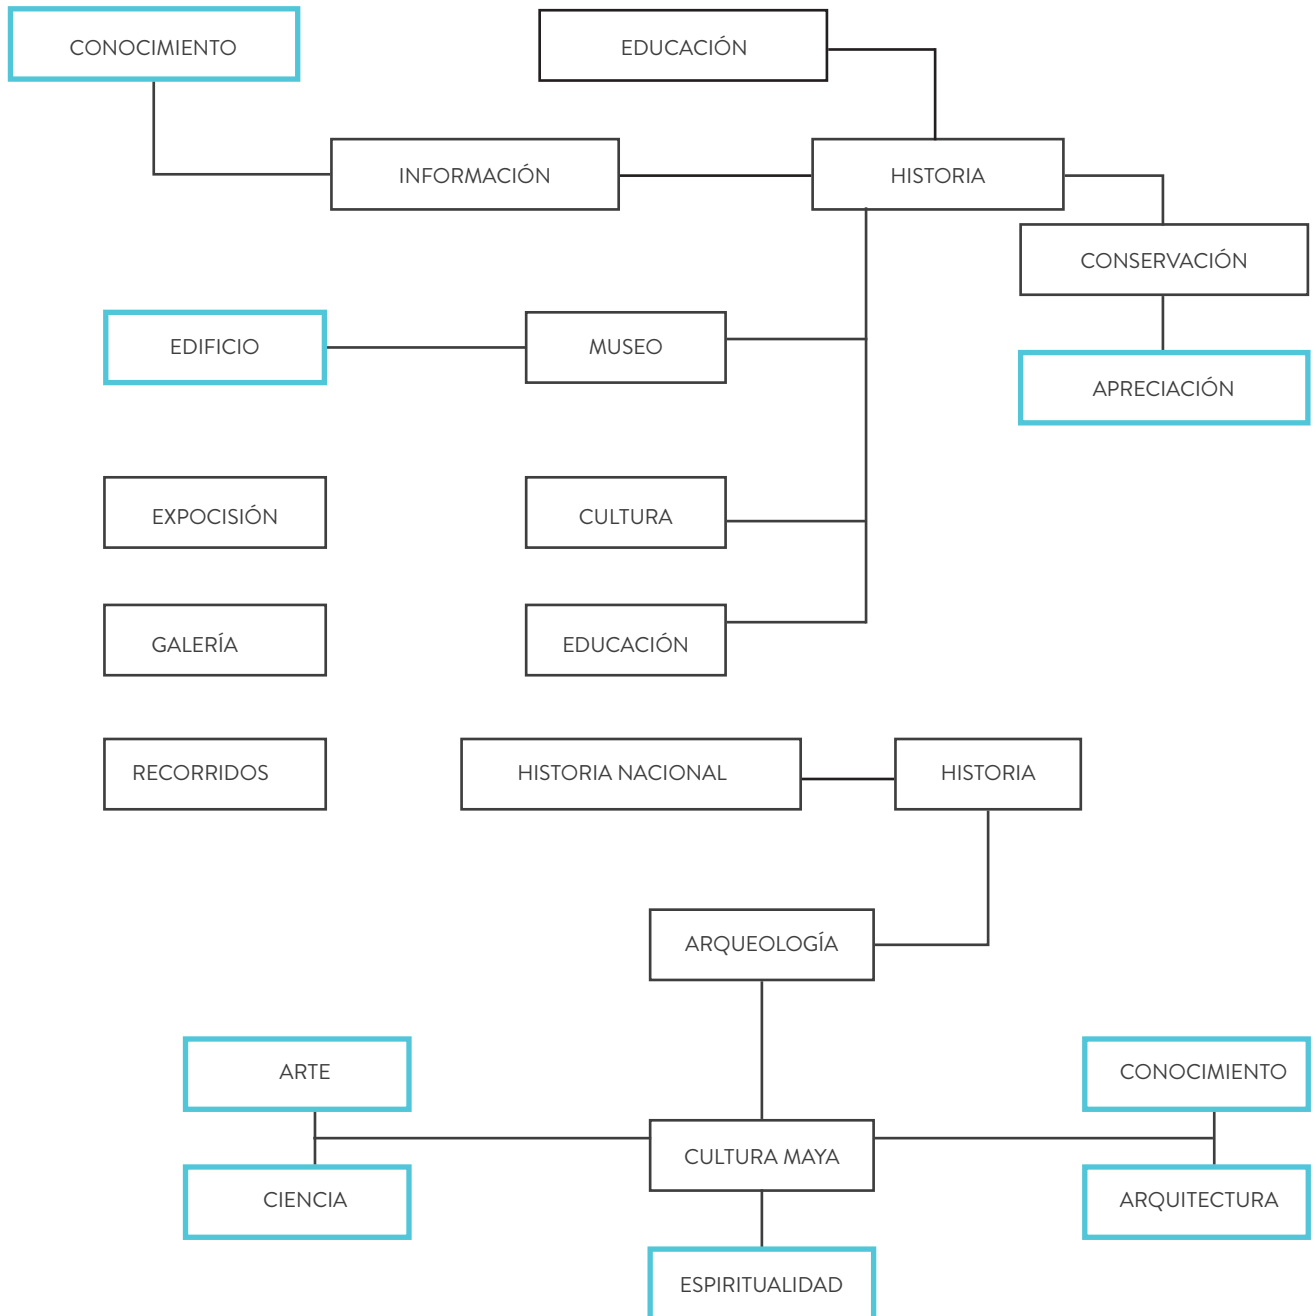 CONOCIMIENTO
EDUCACIÓN
INFORMACIÓN
HISTORIA
CONSERVACIÓN
EDIFICIO
MUSEO
APRECIACIÓN
EXPOCISIÓN
CULTURA
GALERÍA
EDUCACIÓN
RECORRIDOS
HISTORIA NACIONAL
HISTORIA
ARQUEOLOGÍA
ARTE
CONOCIMIENTO
CULTURA MAYA
CIENCIA
ARQUITECTURA
ESPIRITUALIDAD